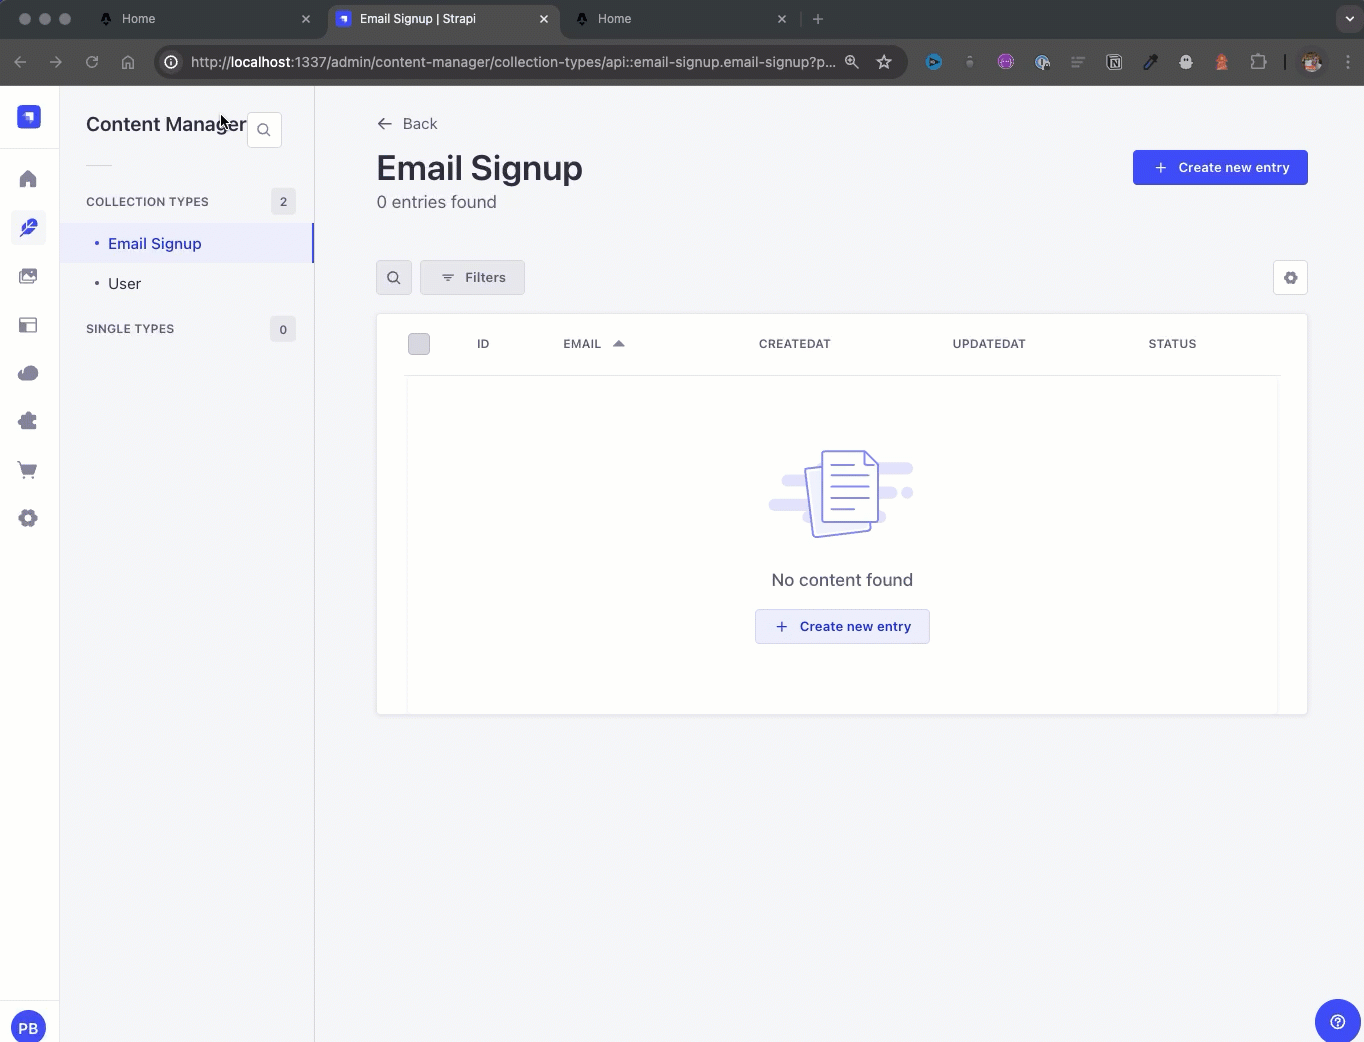 Home
Email Signup | Strapi
Home
http://localhost:1337/admin/content-manager/collection-types/api::email-signup.email-signup?p...
Content Manager
COLLECTION TYPES 2
• Email Signup
• User
SINGLE TYPES 0
PB
Back
Email Signup
0 entries found
Create new entry
Filters
ID EMAIL CREATEDAT UPDATEDAT STATUS
No content found
Create new entry